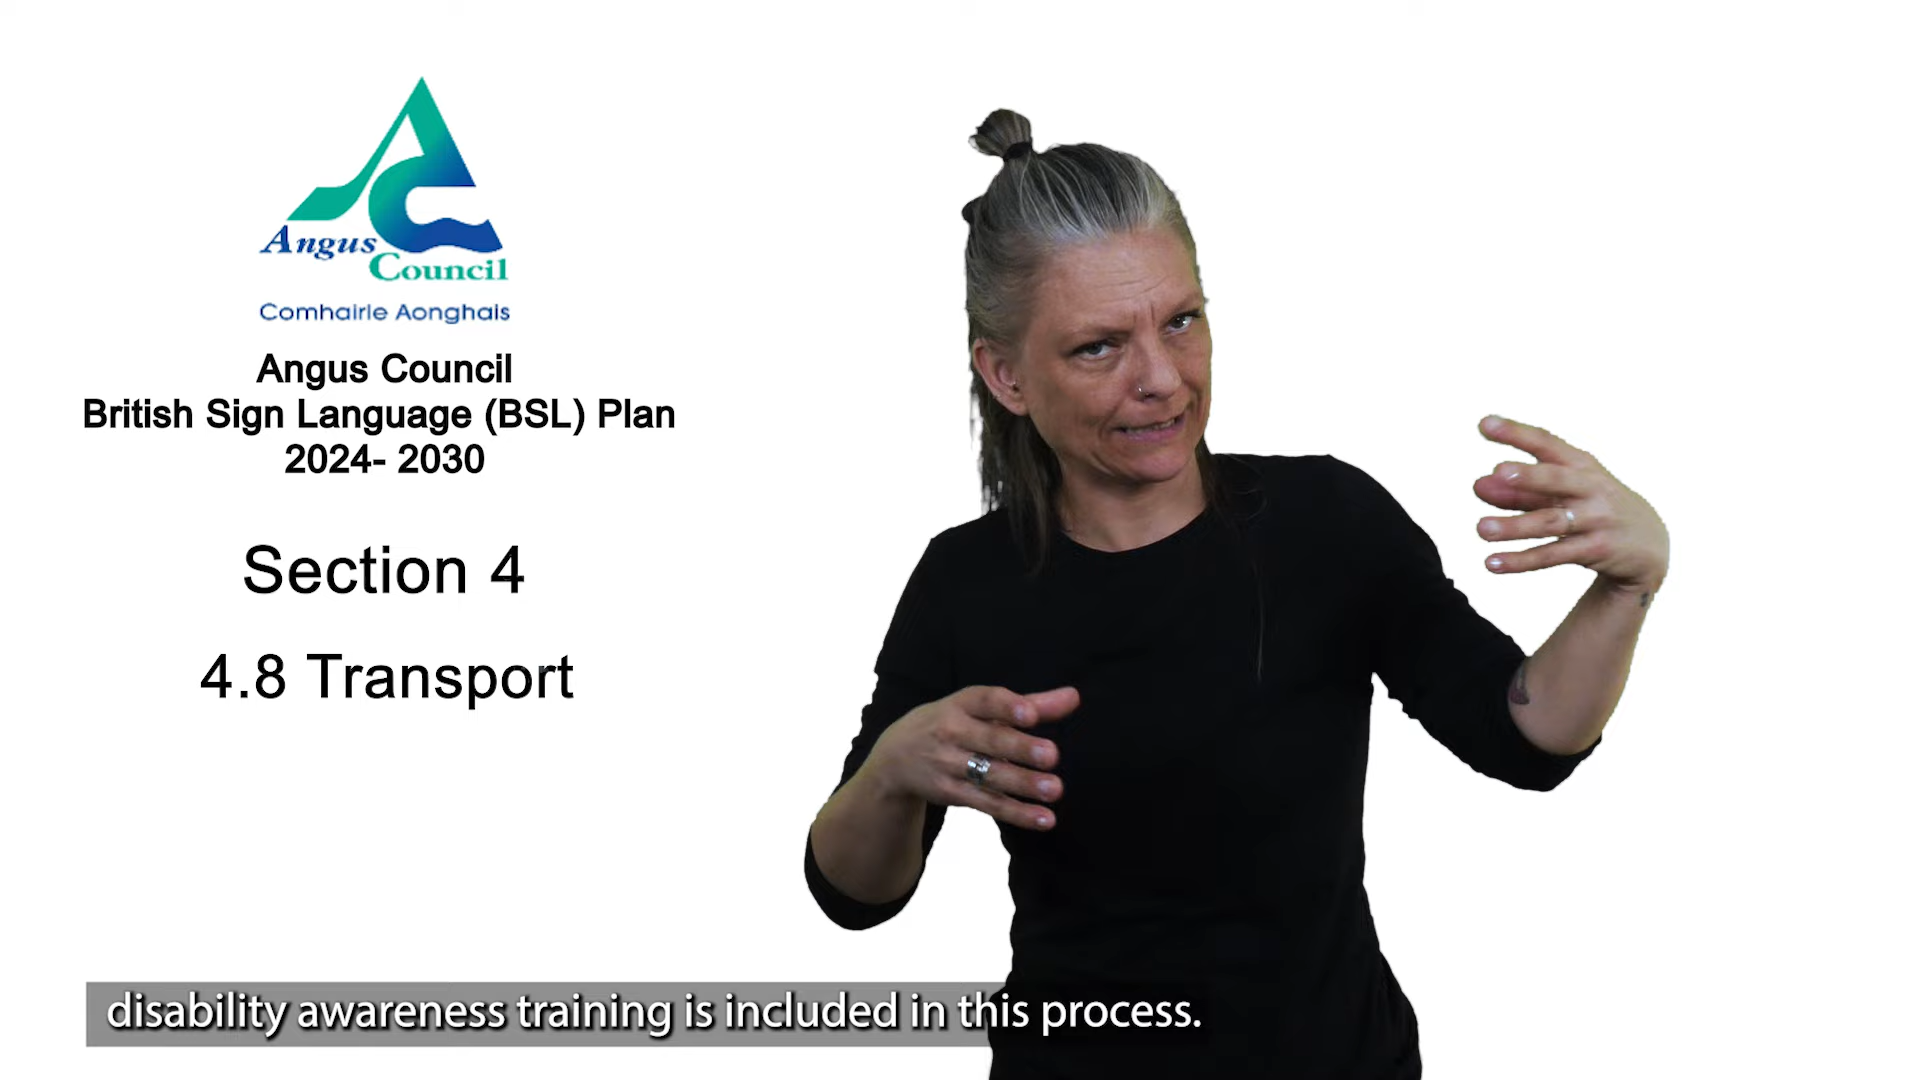 Angus
Council
Comhairle Aonghais
Angus Council
British Sign Language (BSL) Plan
2024- 2030
Section 4
4.8 Transport
disability awareness training is included in this process.